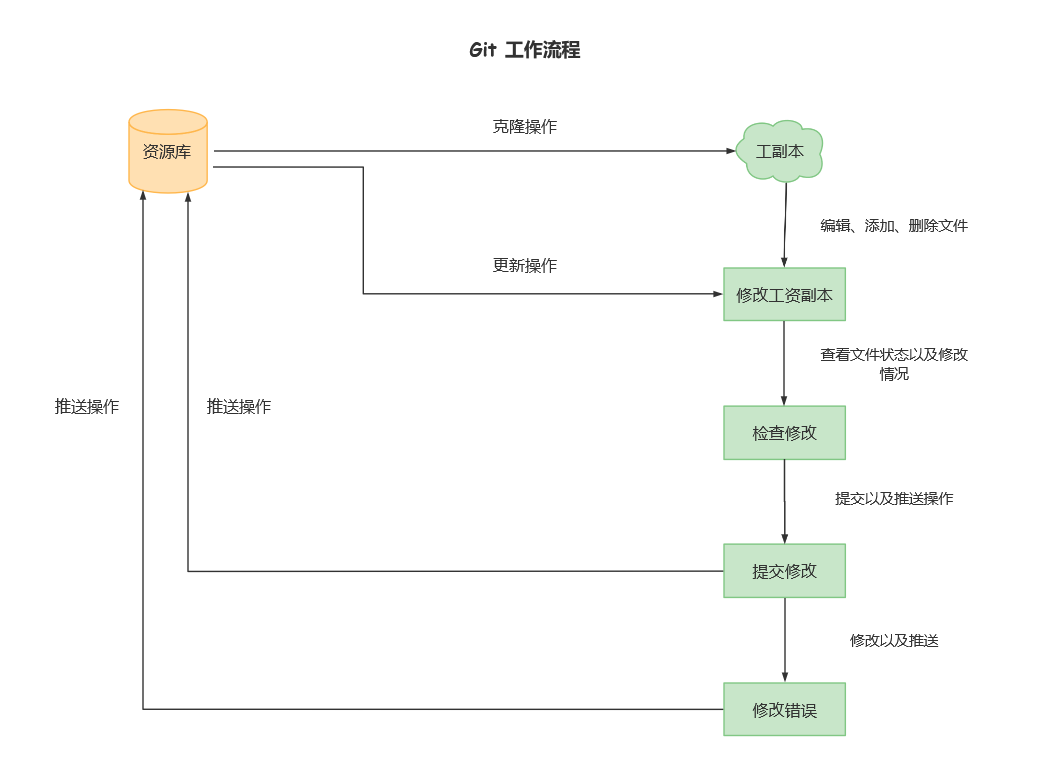 Git 工作流程
克隆操作
资源库
工副本
编辑、添加、删除文件
更新操作
修改工资副本
查看文件状态以及修改
情况
推送操作
推送操作
检查修改
提交以及推送操作
提交修改
修改以及推送
修改错误